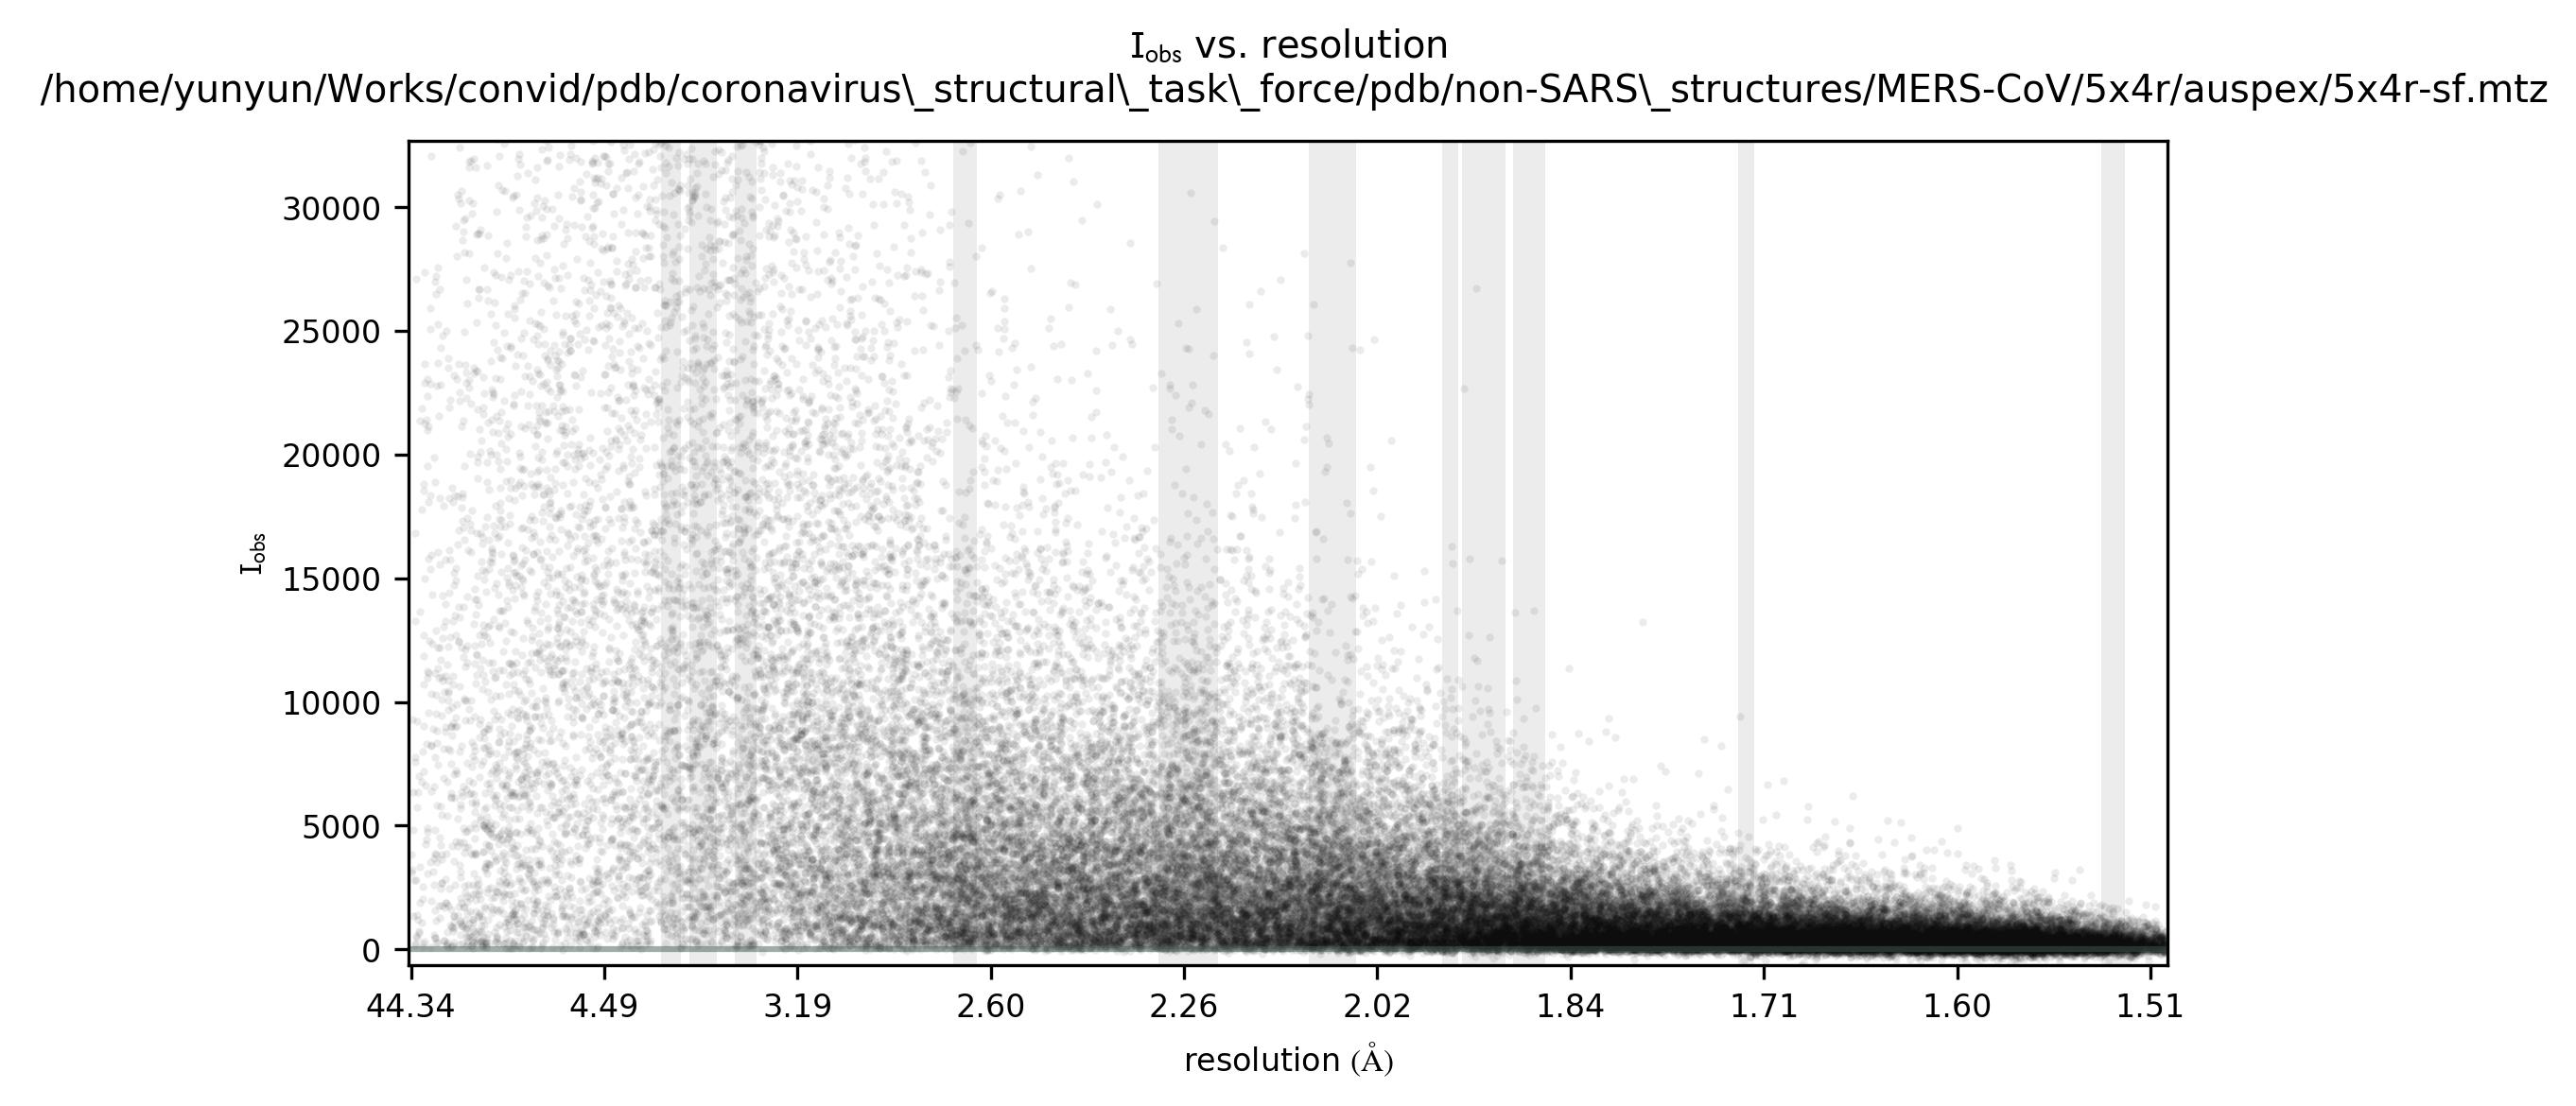 I_obs vs. resolution
/home/yunyun/Works/convid/pdb/coronavirus\_structural\_task\_force/pdb/non-SARS\_structures/MERS-CoV/5x4r/auspex/5x4r-sf.mtz
30000
25000
20000
15000
10000
5000
0
I_obs
44.34 4.49 3.19 2.60 2.26 2.02 1.84 1.71 1.60 1.51
resolution (Å)